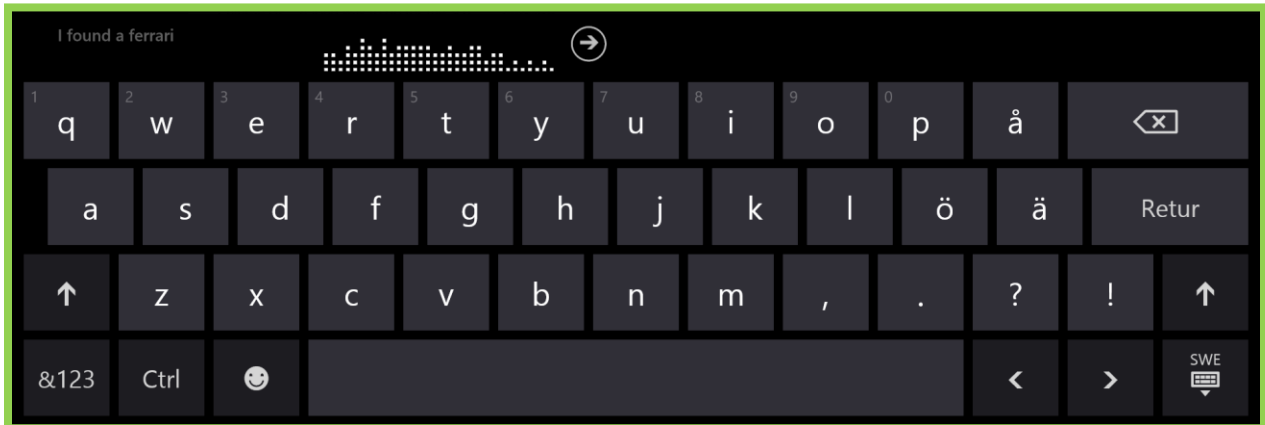 I found a ferrari
1 q 2 w 3 e 4 r 5 t 6 y 7 u 8 i 9 o 0 p å
a s d f g h j k l ö ä Retur
z x c v b n m , . ? !
&123 Ctrl < > SWE